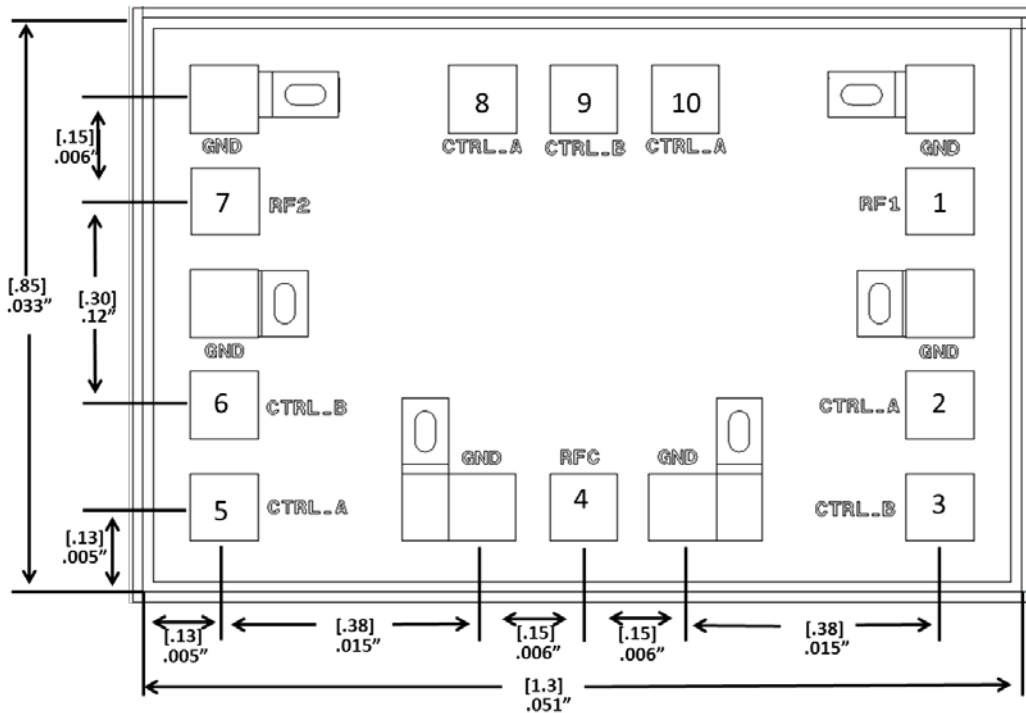 8
9
10
GND
CTRL_A
CTRL_B
CTRL_A
GND
[.15]
.006"
7
RF2
RF1
1
[.85]
.033"
[.30]
.12"
GND
GND
6
CTRL_B
CTRL_A
2
GND
RFC
GND
5
CTRL_A
4
CTRL_B
3
[.13]
.005"
[.13]
.005"
[.38]
.015"
[.15]
.006"
[.15]
.006"
[.38]
.015"
[1.3]
.051"